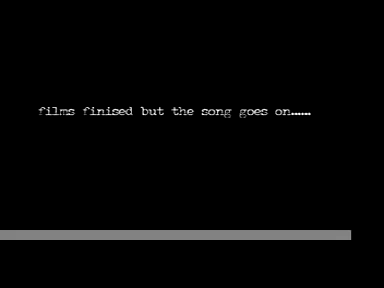 films finised but the song goes on......